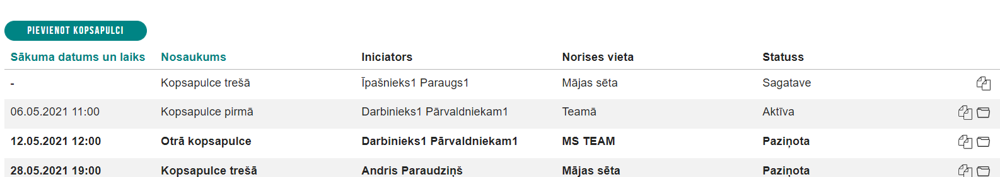 PIEVIENOT KOPSAPULCI
Sākuma datums un laiks Nosaukums Iniciators Norises vieta Statuss
- Kopsapulce trešā Īpašnieks1 Paraugs1 Mājas sēta Sagatave
06.05.2021 11:00 Kopsapulce pirmā Darbinieks1 Pārvaldniekam1 Teamā Aktīva
12.05.2021 12:00 Otrā kopsapulce Darbinieks1 Pārvaldniekam1 MS TEAM Paziņota
28.05.2021 19:00 Kopsapulce trešā Andris Paraudziņš Mājas sēta Paziņota